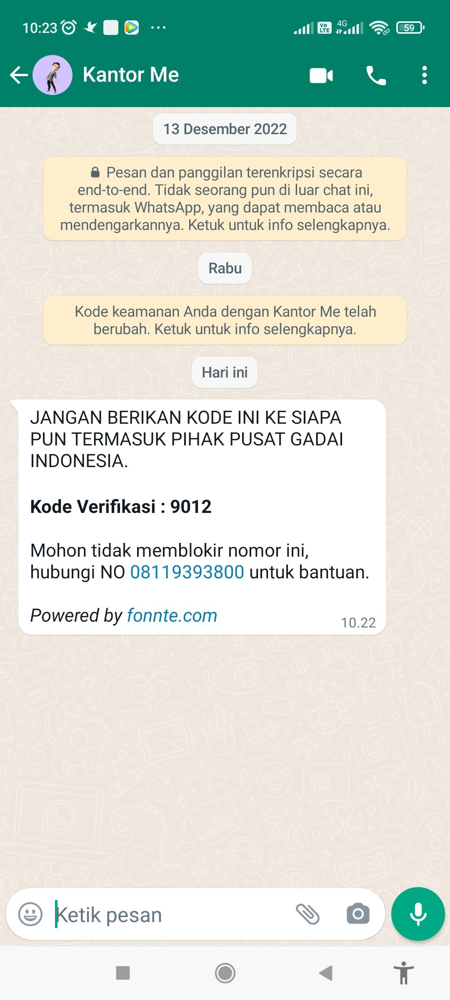 10:23
Vo LTE
4G
59
Kantor Me
13 Desember 2022
Pesan dan panggilan terenkripsi secara
end-to-end. Tidak seorang pun di luar chat ini,
termasuk WhatsApp, yang dapat membaca atau
mendengarkannya. Ketuk untuk info selengkapnya.
Rabu
Kode keamanan Anda dengan Kantor Me telah
berubah. Ketuk untuk info selengkapnya.
Hari ini
JANGAN BERIKAN KODE INI KE SIAPA
PUN TERMASUK PIHAK PUSAT GADAI
INDONESIA.
Kode Verifikasi : 9012
Mohon tidak memblokir nomor ini,
hubungi NO 08119393800 untuk bantuan.
Powered by fonnte.com
10.22
Hi
09:28
Ketik pesan